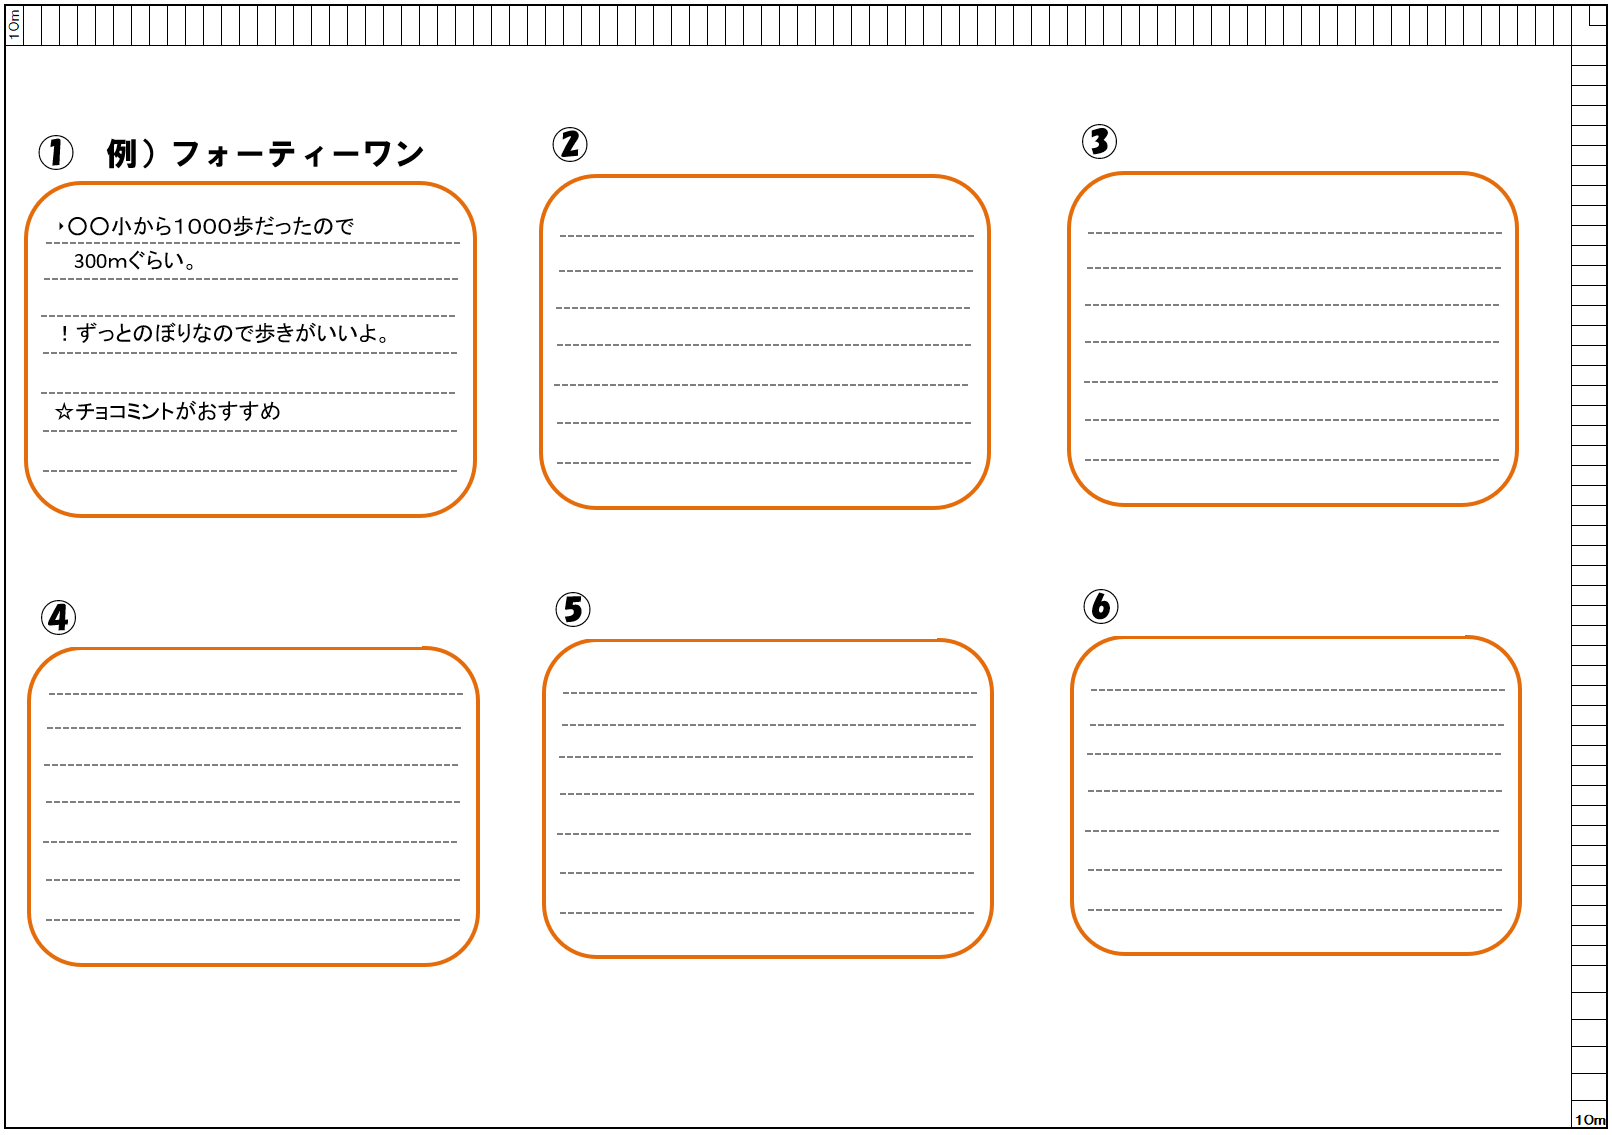 10m
① 例）フォーティーワン
・〇〇小から１０００歩だったので
300mぐらい。
！ずっとのぼりなので歩きがいいよ。
☆チョコミントがおすすめ
②
③
④
⑤
⑥
10m